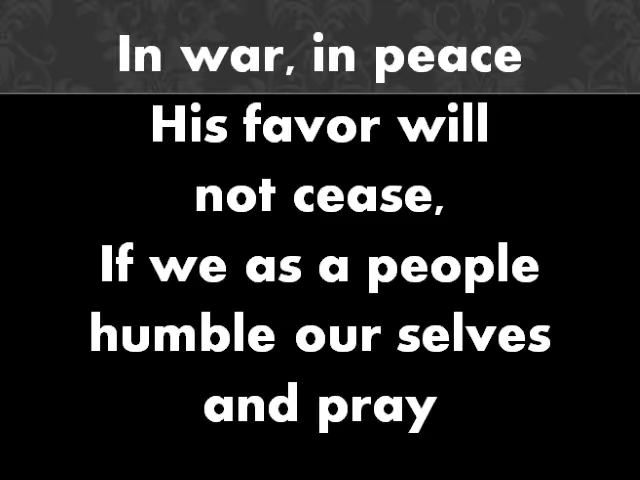 In war, in peace
His favor will
not cease,
If we as a people
humble our selves
and pray